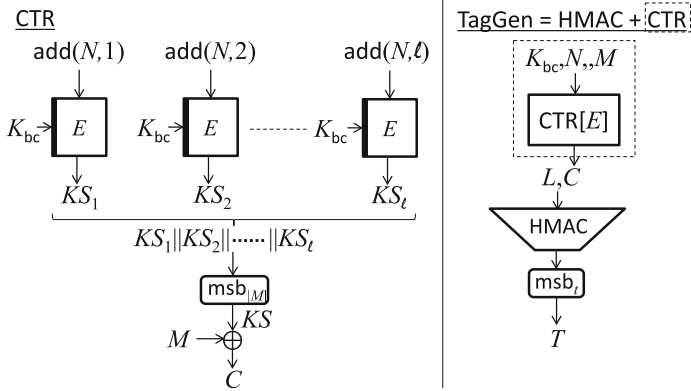 CTR
add(N,1) add(N,2) add(N,ℓ)
K_bc E K_bc E K_bc E
KS_1 KS_2 KS_ℓ
KS_1||KS_2||······||KS_ℓ
msb_|M|
KS
M
C
TagGen = HMAC + CTR
K_bc,N,,M
CTR[E]
L,C
HMAC
msb_t
T